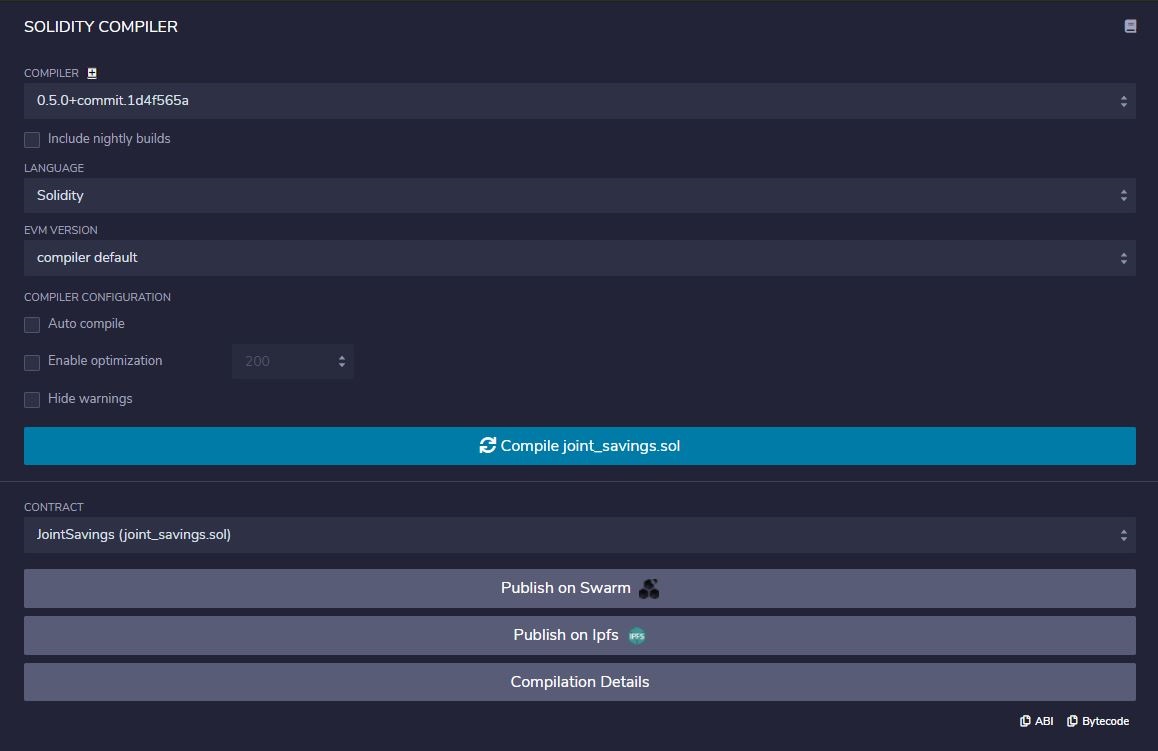 SOLIDITY COMPILER
COMPILER
0.5.0+commit.1d4f565a
Include nightly builds
LANGUAGE
Solidity
EVM VERSION
compiler default
COMPILER CONFIGURATION
Auto compile
Enable optimization 200
Hide warnings
Compile joint_savings.sol
CONTRACT
JointSavings (joint_savings.sol)
Publish on Swarm
Publish on Ipfs IPFS
Compilation Details
ABI Bytecode